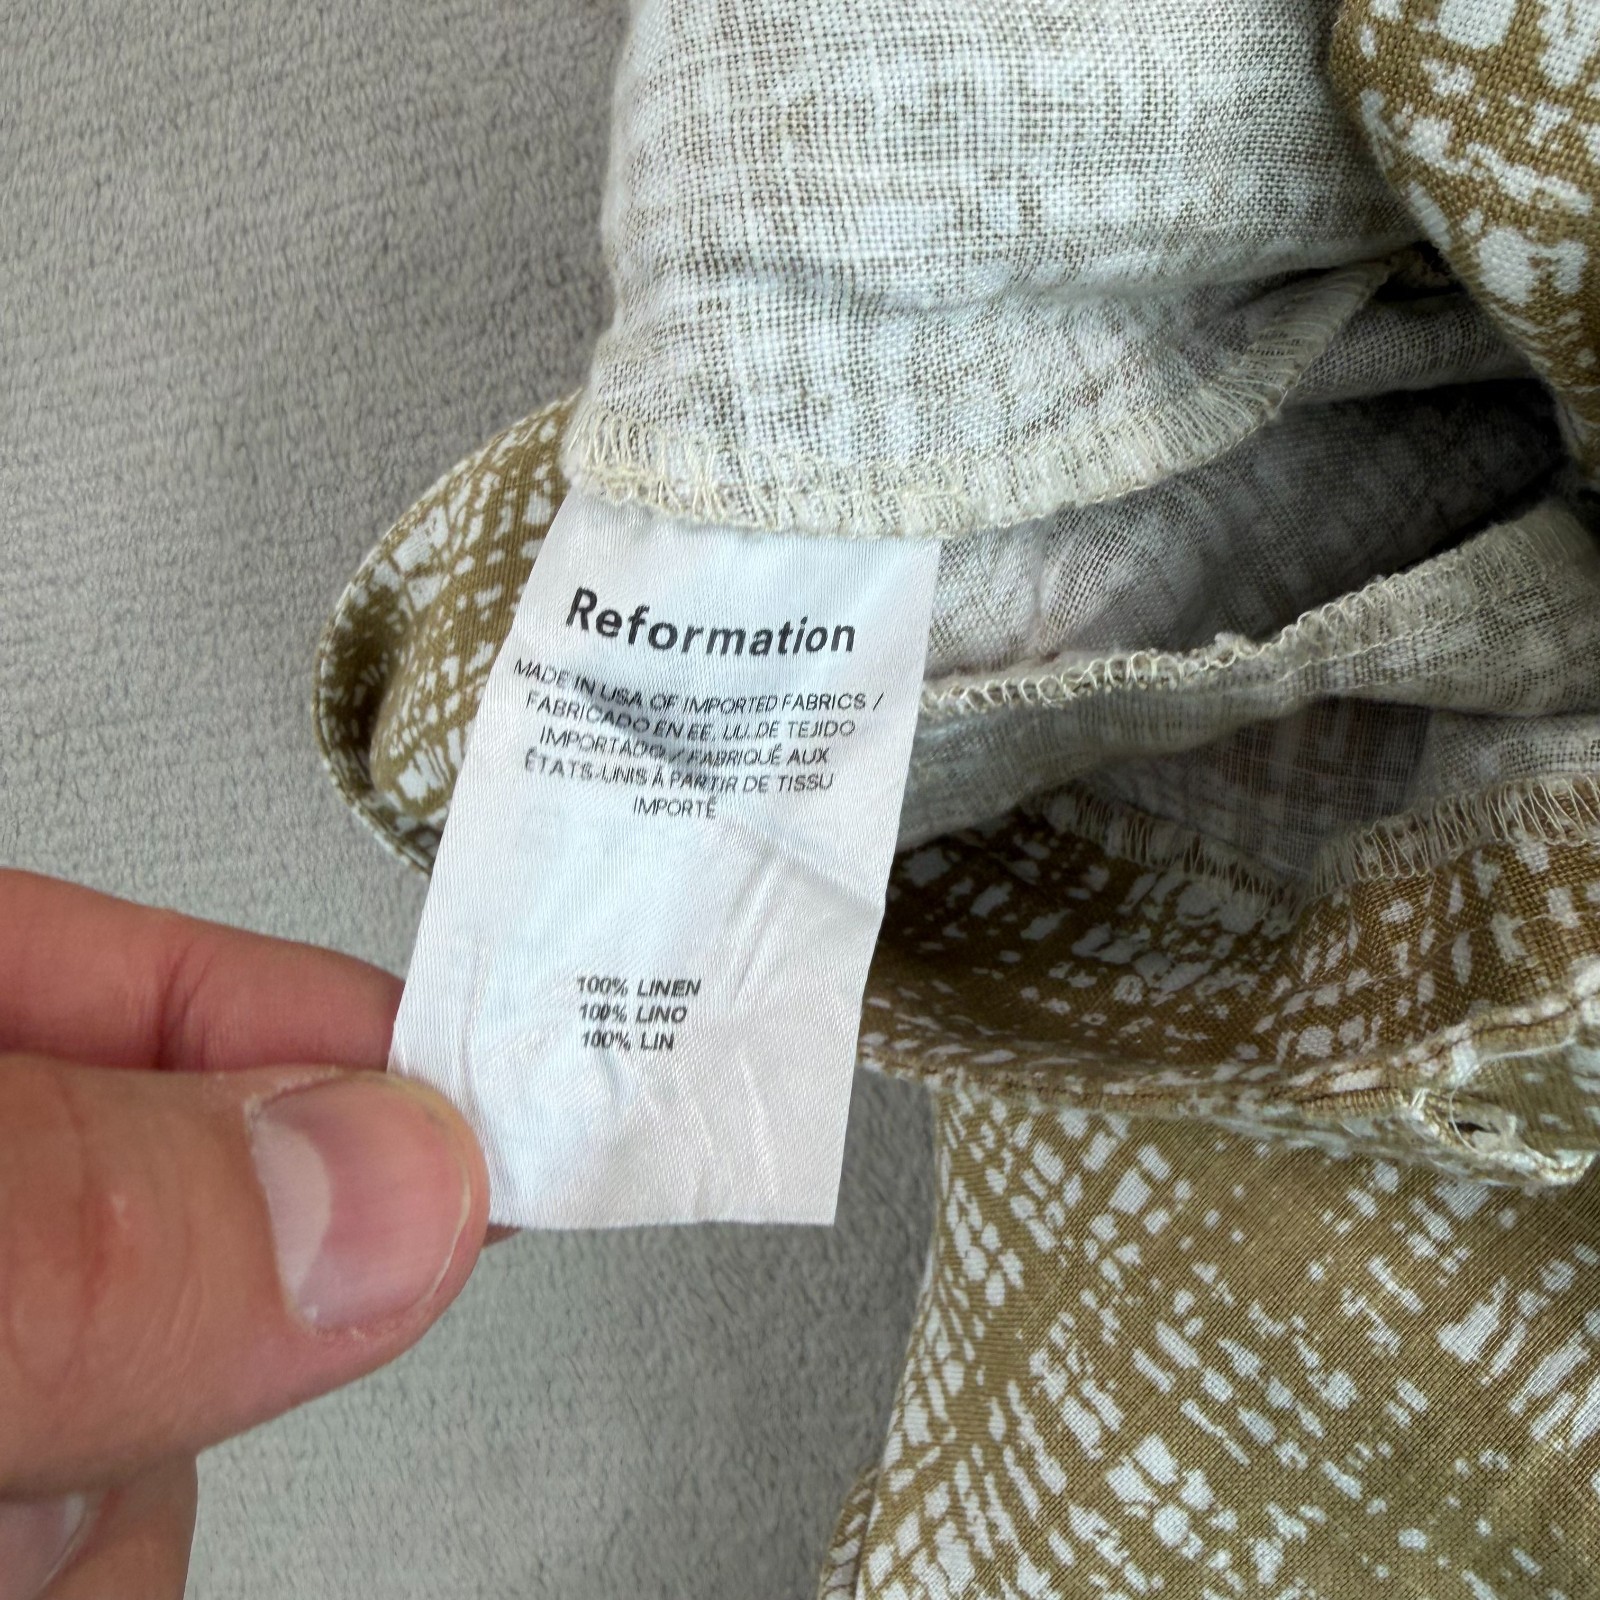 Reformation
MADE IN USA OF IMPORTED FABRICS /
FABRICADO EN EE. UU. DE TEJIDO
IMPORTADO / FABRIQUÉ AUX
ÉTATS-UNIS À PARTIR DE TISSU
IMPORTÉ
100% LINEN
100% LINO
100% LIN